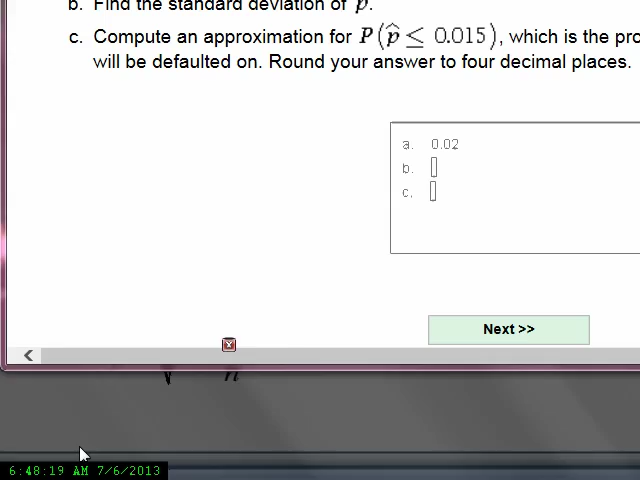 b. Find the standard deviation of p̂.
c. Compute an approximation for P(p̂ ≤ 0.015), which is the pro
will be defaulted on. Round your answer to four decimal places.
a. 0.02
b.
c.
Next >>
n
6:48:19 AM 7/6/2013